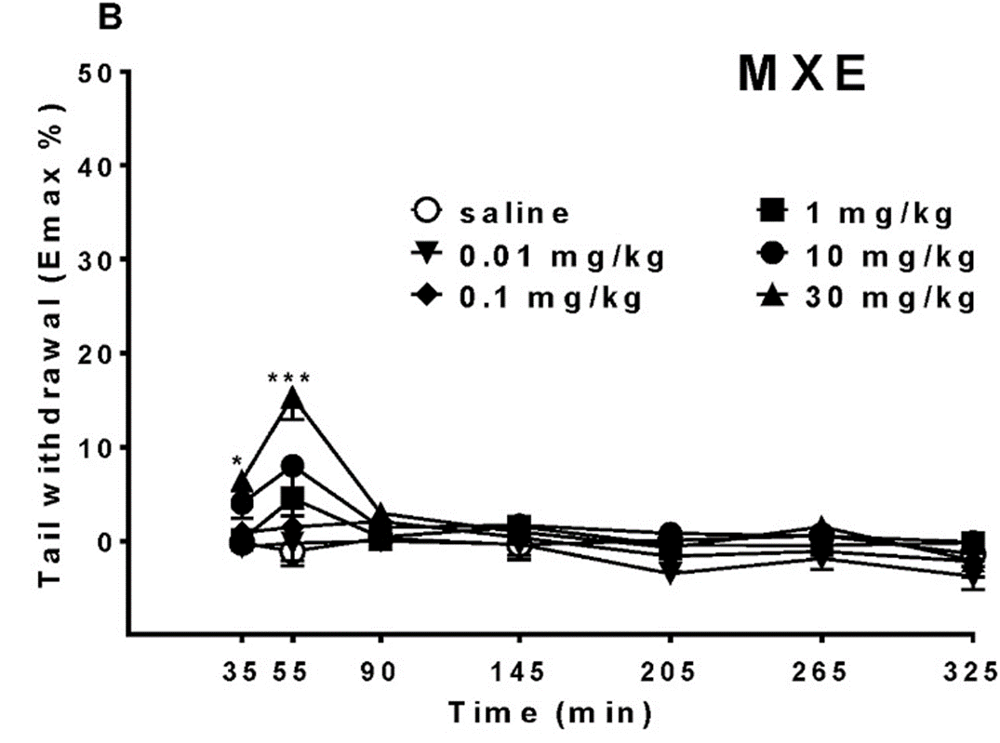 B
MXE
Tail withdrawal (Emax %)
50
40
30
20
10
0
saline
0.01 mg/kg
0.1 mg/kg
1 mg/kg
10 mg/kg
30 mg/kg
***
*
35 55 90 145 205 265 325
Time (min)